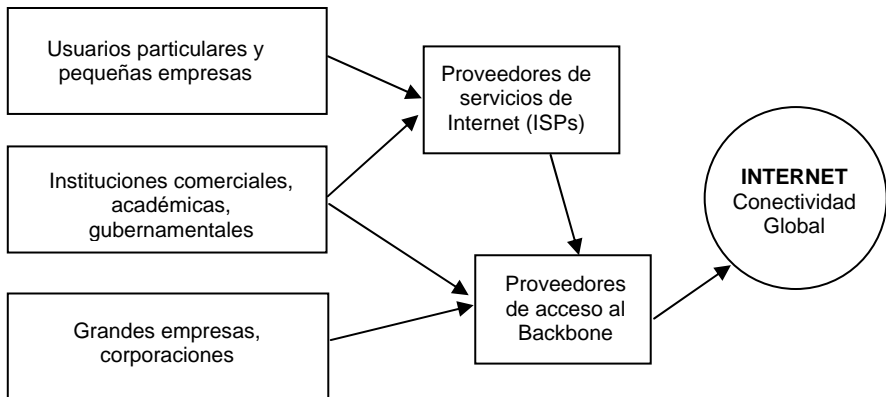 Usuarios particulares y
pequeñas empresas
Proveedores de
servicios de
Internet (ISPs)
Instituciones comerciales,
académicas,
gubernamentales
INTERNET
Conectividad
Global
Proveedores
de acceso al
Backbone
Grandes empresas,
corporaciones